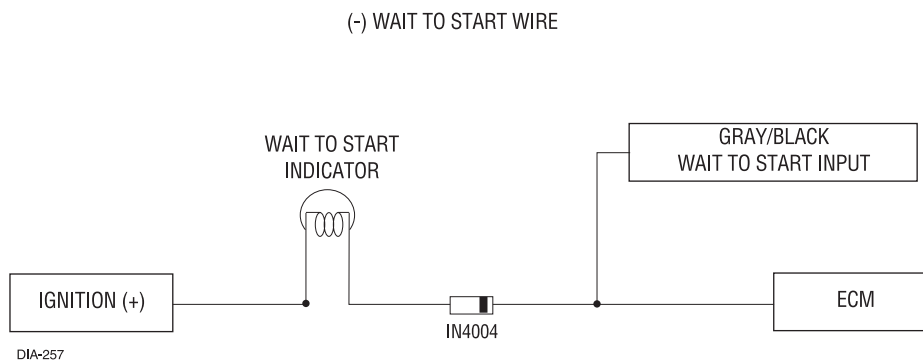 (-) WAIT TO START WIRE
WAIT TO START
INDICATOR
GRAY/BLACK
WAIT TO START INPUT
IGNITION (+)
IN4004
ECM
DIA-257